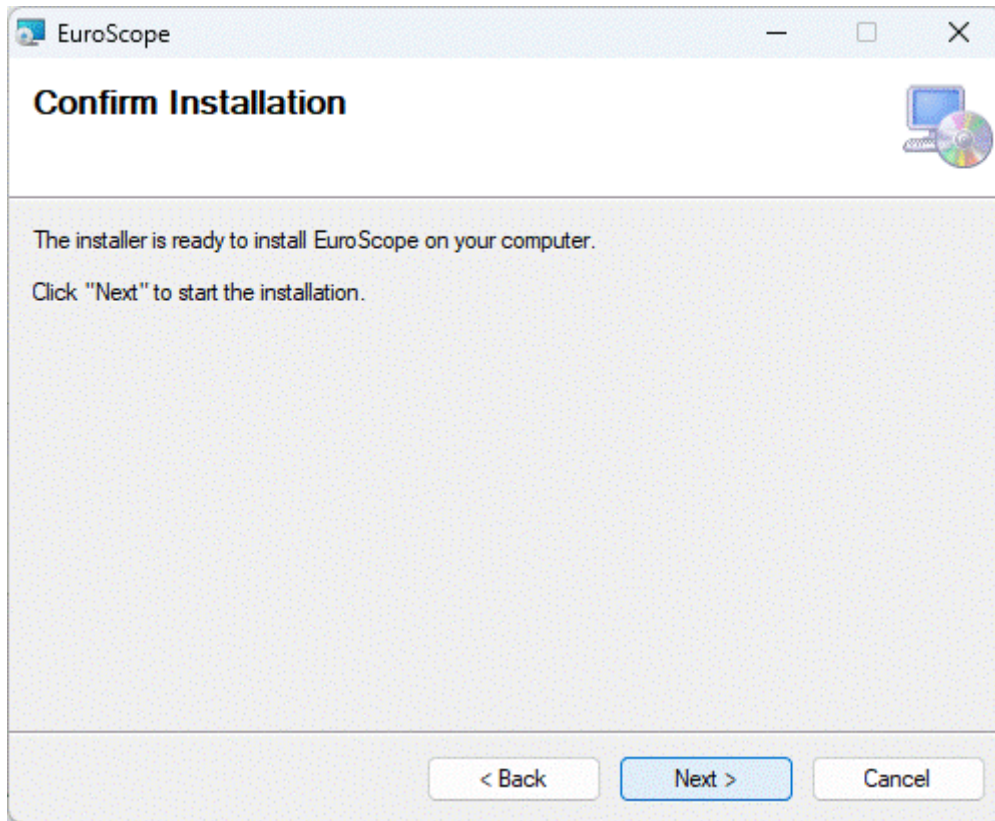 EuroScope
Confirm Installation
The installer is ready to install EuroScope on your computer.
Click "Next" to start the installation.
< Back
Next >
Cancel